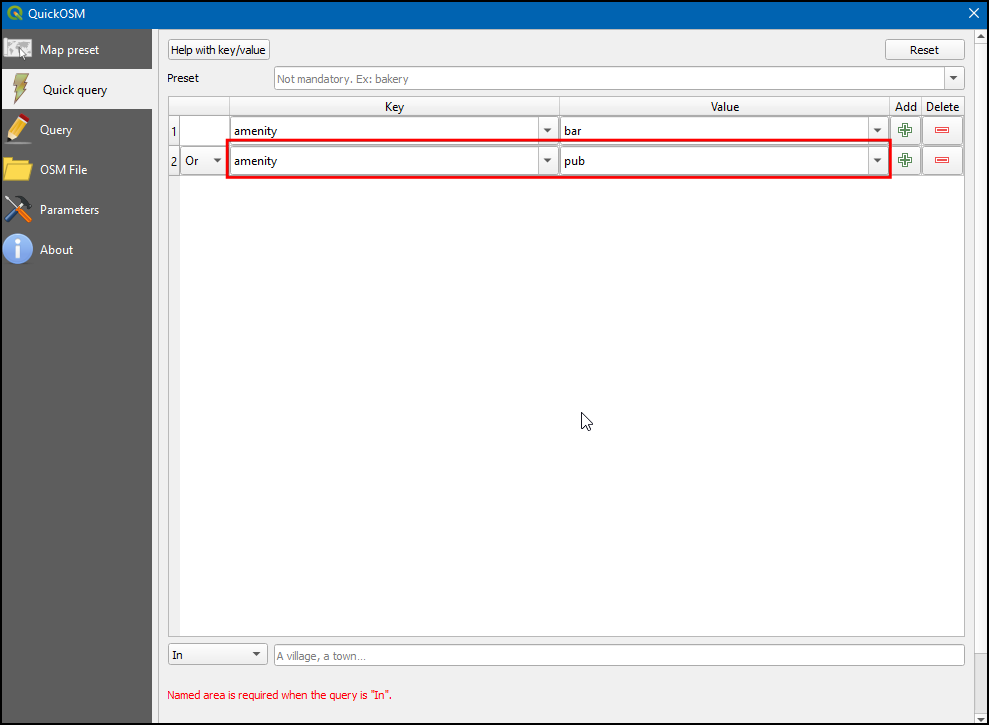 QuickOSM
Map preset
Quick query
Query
OSM File
Parameters
About
Help with key/value
Reset
Preset
Not mandatory. Ex: bakery
Key Value Add Delete
1 amenity bar
2 Or amenity pub
In
A village, a town...
Named area is required when the query is "In".